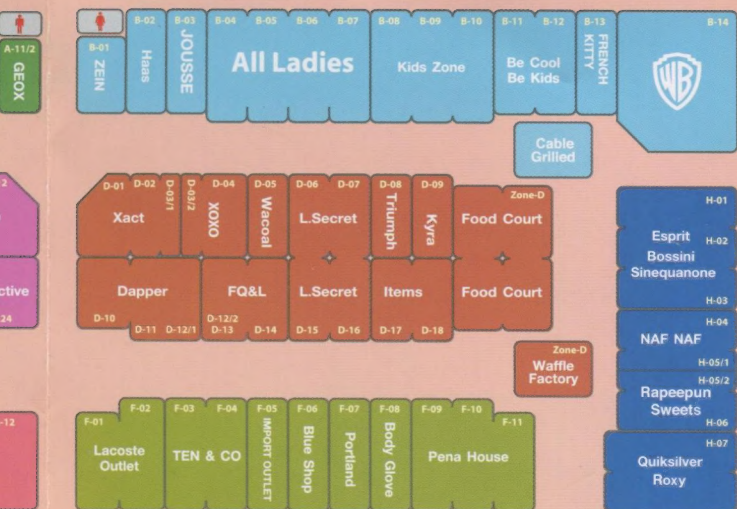 A-11/2
GEOX
B-01
ZEIN
B-02
Haas
B-03
JOUSSE
B-04 B-05 B-06 B-07
All Ladies
B-08 B-09 B-10
Kids Zone
B-11 B-12
Be Cool
Be Kids
B-13
FRENCH
KITTY
B-14
WB
Cable
Grilled
2
D-01 D-02 D-03/1
Xact
D-03/2 D-04
XOXO
D-05
Wacoal
D-06 D-07
L.Secret
D-08
Triumph
D-09
Kyra
Zone-D
Food Court
ctive
24
Dapper
D-10 D-11 D-12/1
FQ&L
D-12/2
D-13 D-14
L.Secret
D-15 D-16
Items
D-17 D-18
Food Court
Zone-D
Waffle
Factory
H-01
Esprit
H-02
Bossini
Sinequanone
H-03
H-04
NAF NAF
H-05/1
H-05/2
Rapeepun
Sweets
H-06
H-07
Quiksilver
Roxy
-12
F-01 F-02
Lacoste
Outlet
F-03 F-04
TEN & CO
F-05
IMPORT OUTLET
F-06
Blue Shop
F-07
Portland
F-08
Body Glove
F-09 F-10 F-11
Pena House